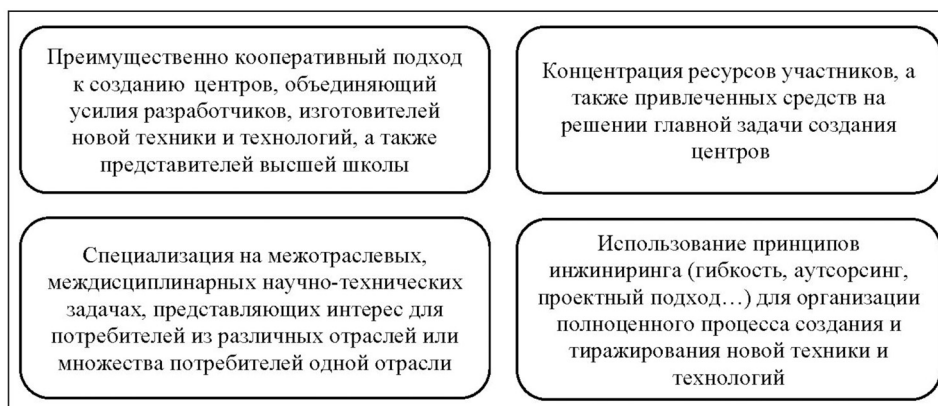 Преимущественно кооперативный подход
к созданию центров, объединяющий
усилия разработчиков, изготовителей
новой техники и технологий, а также
представителей высшей школы
Концентрация ресурсов участников, а
также привлеченных средств на
решении главной задачи создания
центров
Специализация на межотраслевых,
междисциплинарных научно-технических
задачах, представляющих интерес для
потребителей из различных отраслей или
множества потребителей одной отрасли
Использование принципов
инжиниринга (гибкость, аутсорсинг,
проектный подход…) для организации
полноценного процесса создания и
тиражирования новой техники и
технологий